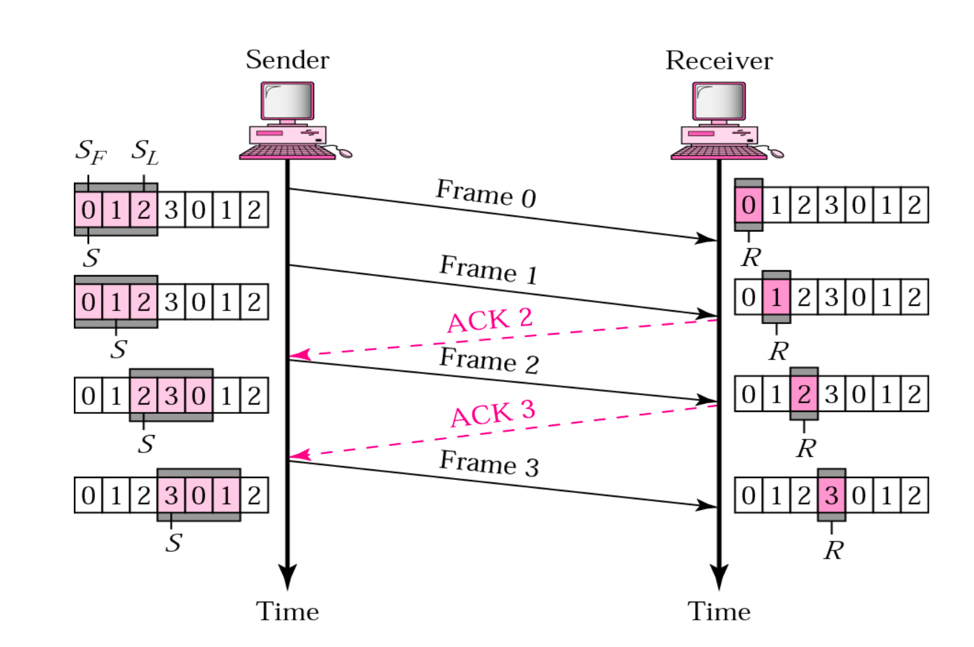 Sender
Receiver
S_F S_L
0 1 2 3 0 1 2
S
Frame 0
0 1 2 3 0 1 2
R
0 1 2 3 0 1 2
S
Frame 1
0 1 2 3 0 1 2
R
ACK 2
0 1 2 3 0 1 2
S
Frame 2
0 1 2 3 0 1 2
R
ACK 3
0 1 2 3 0 1 2
S
Frame 3
0 1 2 3 0 1 2
R
Time
Time